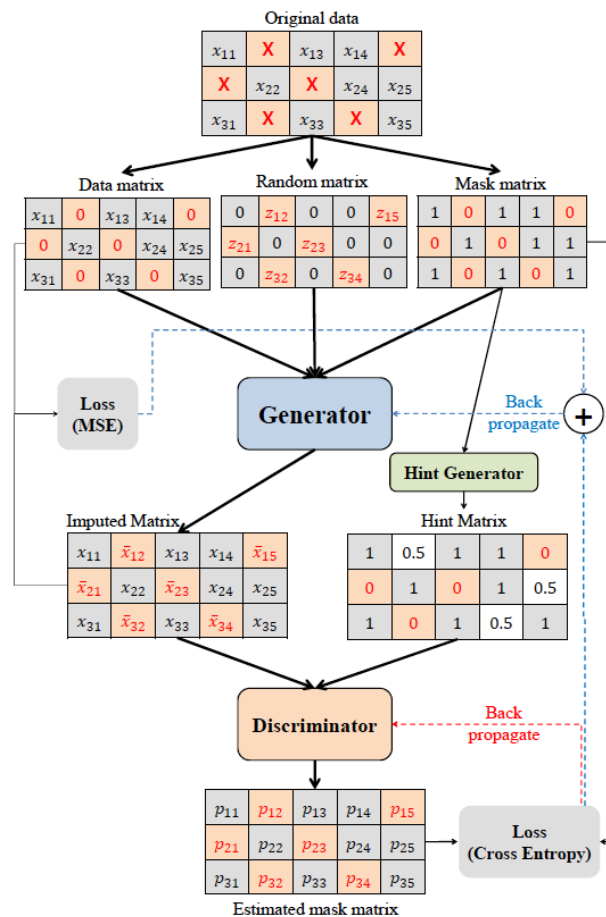 Original data
x₁₁ X x₁₃ x₁₄ X
X x₂₂ X x₂₄ x₂₅
x₃₁ X x₃₃ X x₃₅
Data matrix
x₁₁ 0 x₁₃ x₁₄ 0
0 x₂₂ 0 x₂₄ x₂₅
x₃₁ 0 x₃₃ 0 x₃₅
Random matrix
0 z₁₂ 0 0 z₁₅
z₂₁ 0 z₂₃ 0 0
0 z₃₂ 0 z₃₄ 0
Mask matrix
1 0 1 1 0
0 1 0 1 1
1 0 1 0 1
Loss
(MSE)
Generator
Back
propagate
+
Hint Generator
Imputed Matrix
x₁₁ x̄₁₂ x₁₃ x₁₄ x̄₁₅
x̄₂₁ x₂₂ x̄₂₃ x₂₄ x₂₅
x₃₁ x̄₃₂ x₃₃ x̄₃₄ x₃₅
Hint Matrix
1 0.5 1 1 0
0 1 0 1 0.5
1 0 1 0.5 1
Discriminator
Back
propagate
p₁₁ p₁₂ p₁₃ p₁₄ p₁₅
p₂₁ p₂₂ p₂₃ p₂₄ p₂₅
p₃₁ p₃₂ p₃₃ p₃₄ p₃₅
Estimated mask matrix
Loss
(Cross Entropy)